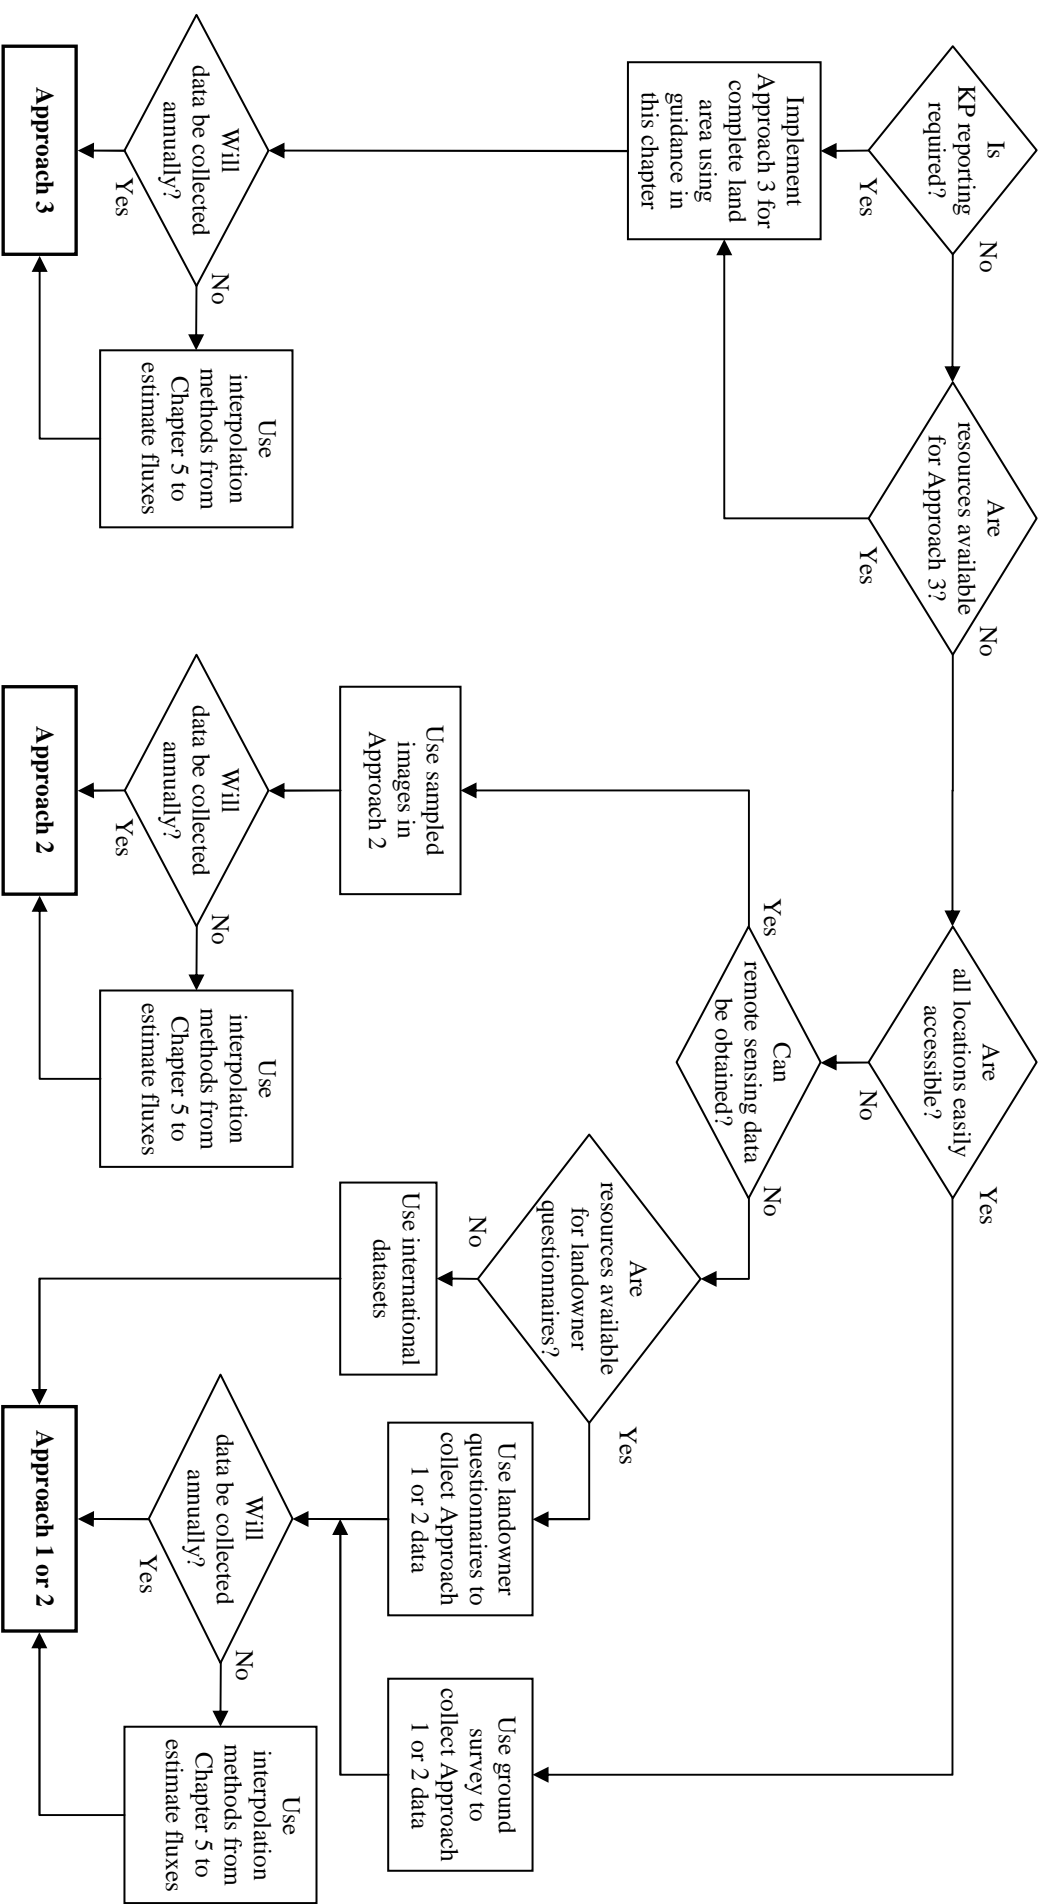 Is
KP reporting
required?
No
Yes
Are
resources available
for Approach 3?
No
Yes
Are
all locations easily
accessible?
Yes
No
Implement
Approach 3 for
complete land
area using
guidance in
this chapter
Can
remote sensing data
be obtained?
Yes
No
Are
resources available
for landowner
questionnaires?
Yes
No
Use sampled
images in
Approach 2
Use international
datasets
Use landowner
questionnaires to
collect Approach
1 or 2 data
Use ground
survey to
collect Approach
1 or 2 data
Will
data be collected
annually?
No
Yes
Use
interpolation
methods from
Chapter 5 to
estimate fluxes
Will
data be collected
annually?
No
Yes
Use
interpolation
methods from
Chapter 5 to
estimate fluxes
Will
data be collected
annually?
No
Yes
Use
interpolation
methods from
Chapter 5 to
estimate fluxes
Approach 3
Approach 2
Approach 1 or 2